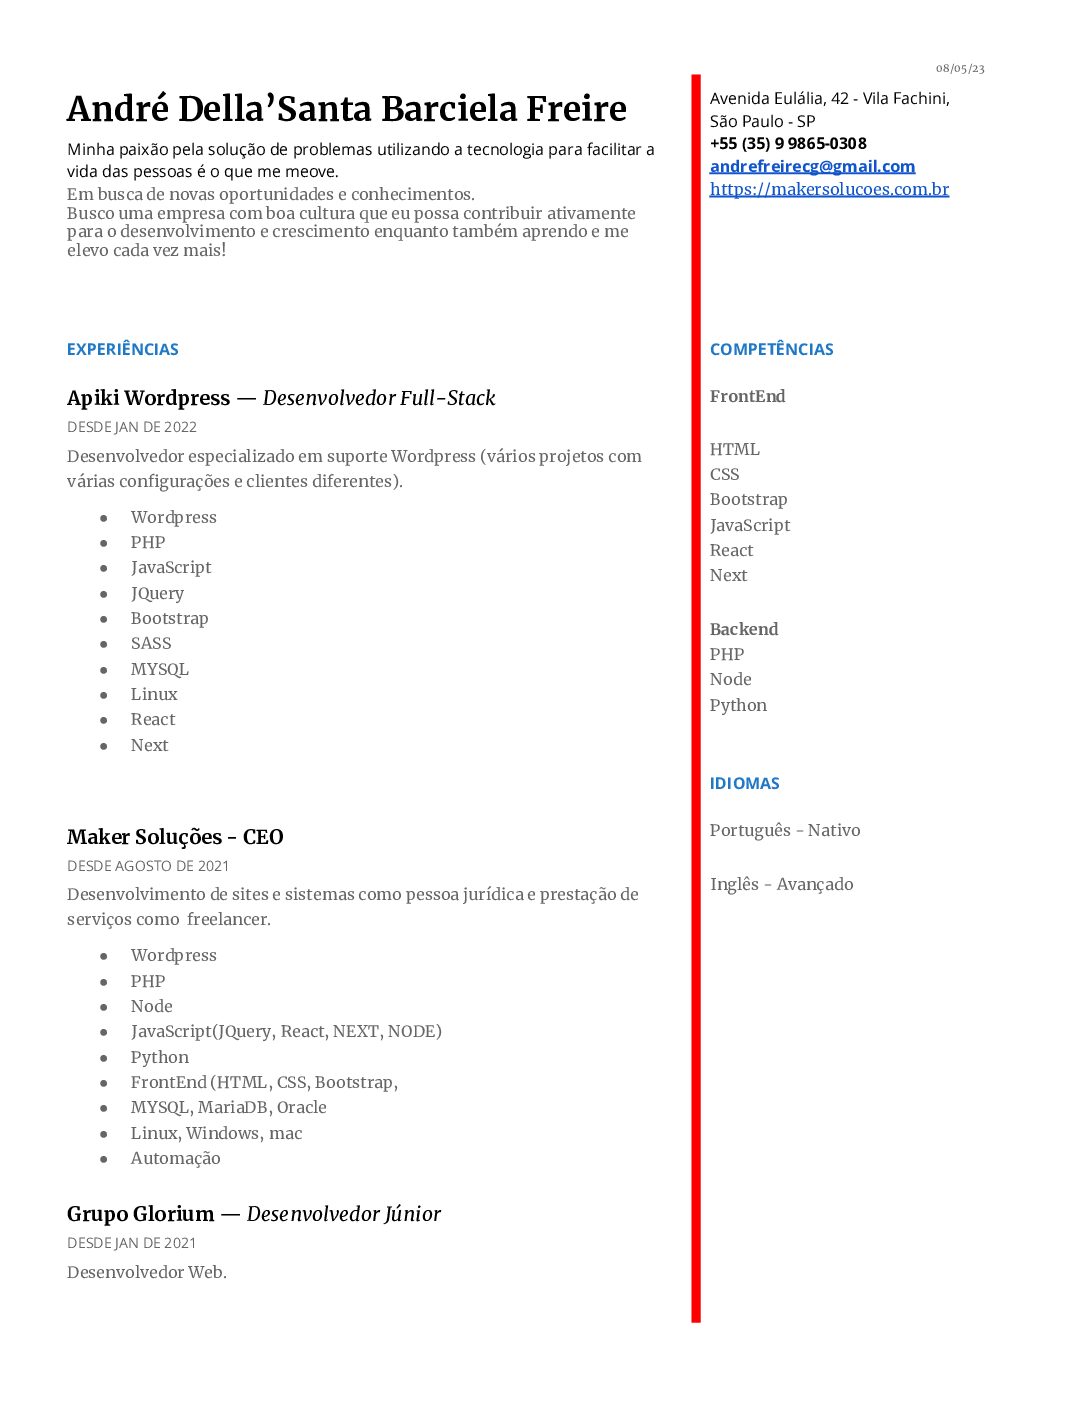 08/05/23
André Della’Santa Barciela Freire
Minha paixão pela solução de problemas utilizando a tecnologia para facilitar a
vida das pessoas é o que me meove.
Em busca de novas oportunidades e conhecimentos.
Busco uma empresa com boa cultura que eu possa contribuir ativamente
para o desenvolvimento e crescimento enquanto também aprendo e me
elevo cada vez mais!
Avenida Eulália, 42 - Vila Fachini,
São Paulo - SP
+55 (35) 9 9865-0308
andrefreirecg@gmail.com
https://makersolucoes.com.br
EXPERIÊNCIAS
Apiki Wordpress — Desenvolvedor Full-Stack
DESDE JAN DE 2022
Desenvolvedor especializado em suporte Wordpress (vários projetos com
várias configurações e clientes diferentes).
● Wordpress
● PHP
● JavaScript
● JQuery
● Bootstrap
● SASS
● MYSQL
● Linux
● React
● Next
Maker Soluções - CEO
DESDE AGOSTO DE 2021
Desenvolvimento de sites e sistemas como pessoa jurídica e prestação de
serviços como  freelancer.
● Wordpress
● PHP
● Node
● JavaScript(JQuery, React, NEXT, NODE)
● Python
● FrontEnd (HTML, CSS, Bootstrap,
● MYSQL, MariaDB, Oracle
● Linux, Windows, mac
● Automação
Grupo Glorium — Desenvolvedor Júnior
DESDE JAN DE 2021
Desenvolvedor Web.
COMPETÊNCIAS
FrontEnd
HTML
CSS
Bootstrap
JavaScript
React
Next
Backend
PHP
Node
Python
IDIOMAS
Português - Nativo
Inglês - Avançado